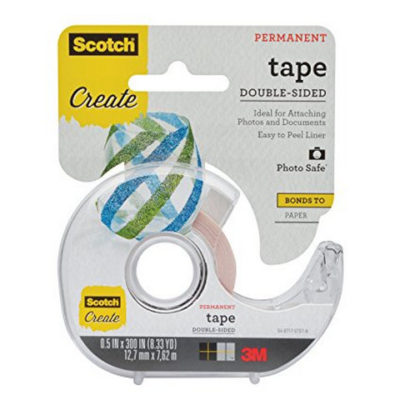 Scotch
Create
PERMANENT
tape
DOUBLE-SIDED
Ideal for Attaching
Photos and Documents
Easy to Peel Liner
Photo Safe*
BONDS TO
PAPER
Scotch
Create
PERMANENT
tape
DOUBLE-SIDED
0.5 IN x 300 IN (8.33 YD)
12,7 mm x 7,62 m
3M